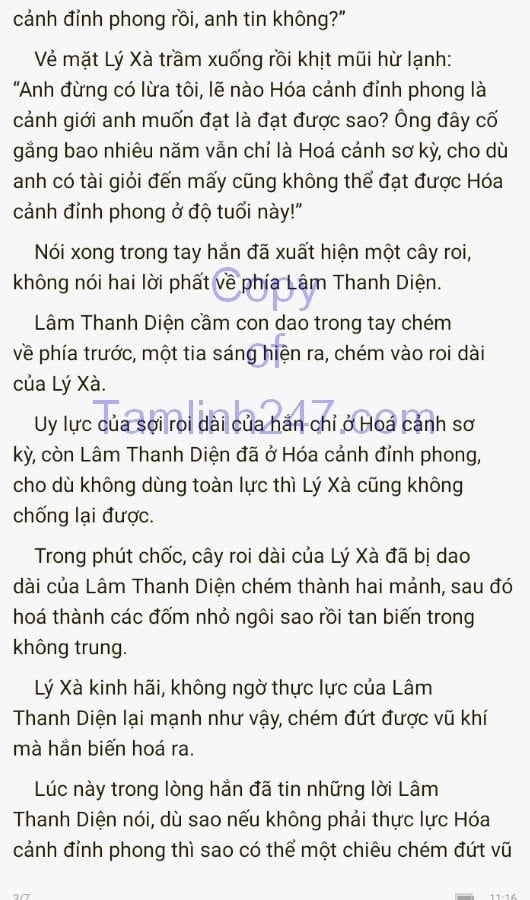 cảnh đỉnh phong rồi, anh tin không?”
Vẻ mặt Lý Xà trầm xuống rồi khịt mũi hừ lạnh:
“Anh đừng có lừa tôi, lẽ nào Hóa cảnh đỉnh phong là
cảnh giới anh muốn đạt là đạt được sao? Ông đây cố
gắng bao nhiêu năm vẫn chỉ là Hoá cảnh sơ kỳ, cho dù
anh có tài giỏi đến mấy cũng không thể đạt được Hóa
cảnh đỉnh phong ở độ tuổi này!”
Nói xong trong tay hắn đã xuất hiện một cây roi,
không nói hai lời phất về phía Lâm Thanh Diện.
Copy
Lâm Thanh Diện cầm con dao trong tay chém
về phía trước, một tia sáng hiện ra, chém vào roi dài
of
của Lý Xà.
Tamlinh247.com
Uy lực của sợi roi dài của hắn chỉ ở Hoá cảnh sơ
kỳ, còn Lâm Thanh Diện đã ở Hóa cảnh đỉnh phong,
cho dù không dùng toàn lực thì Lý Xà cũng không
chống lại được.
Trong phút chốc, cây roi dài của Lý Xà đã bị dao
dài của Lâm Thanh Diện chém thành hai mảnh, sau đó
hoá thành các đốm nhỏ ngôi sao rồi tan biến trong
không trung.
Lý Xà kinh hãi, không ngờ thực lực của Lâm
Thanh Diện lại mạnh như vậy, chém đứt được vũ khí
mà hắn biến hoá ra.
Lúc này trong lòng hắn đã tin những lời Lâm
Thanh Diện nói, dù sao nếu không phải thực lực Hóa
cảnh đỉnh phong thì sao có thể một chiêu chém đứt vũ
3/7
11:16